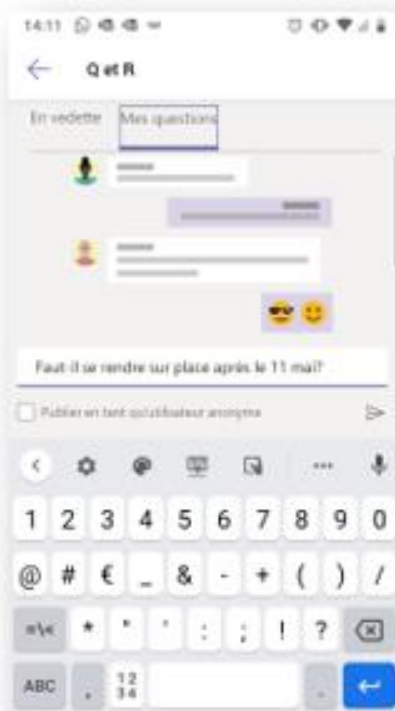 14:11
Q et R
En vedette Mes questions
Faut-il se rendre sur place après le 11 mai?
Publier en tant qu'utilisateur anonyme
1 2 3 4 5 6 7 8 9 0
@ # € _ & - + ( ) /
=\< * " ' : ; ! ?
ABC , 12 34 .